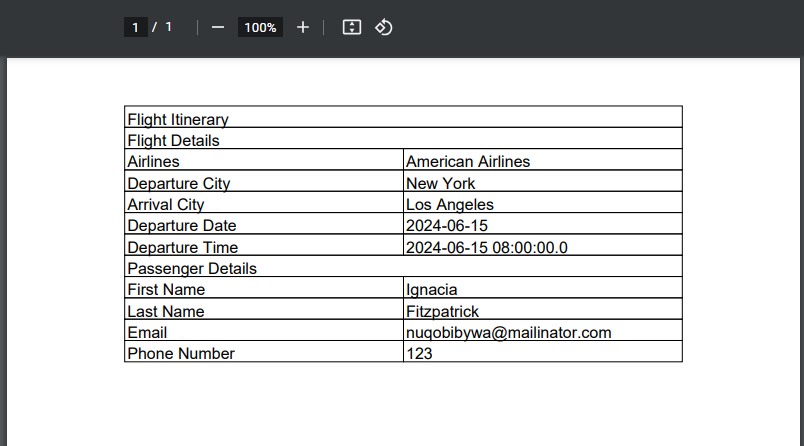 1 / 1 100%
Flight Itinerary
Flight Details
Airlines American Airlines
Departure City New York
Arrival City Los Angeles
Departure Date 2024-06-15
Departure Time 2024-06-15 08:00:00.0
Passenger Details
First Name Ignacia
Last Name Fitzpatrick
Email nuqobibywa@mailinator.com
Phone Number 123